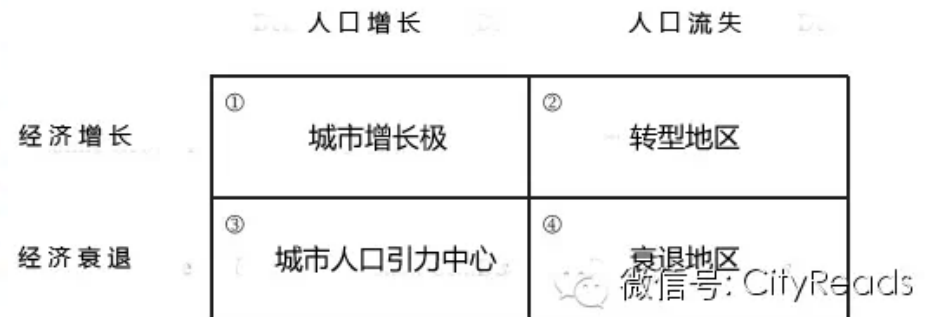 人口增长 人口流失
① ②
经济增长 城市增长极 转型地区
③ ④
经济衰退 城市人口引力中心 衰退地区
微信号: CityReads